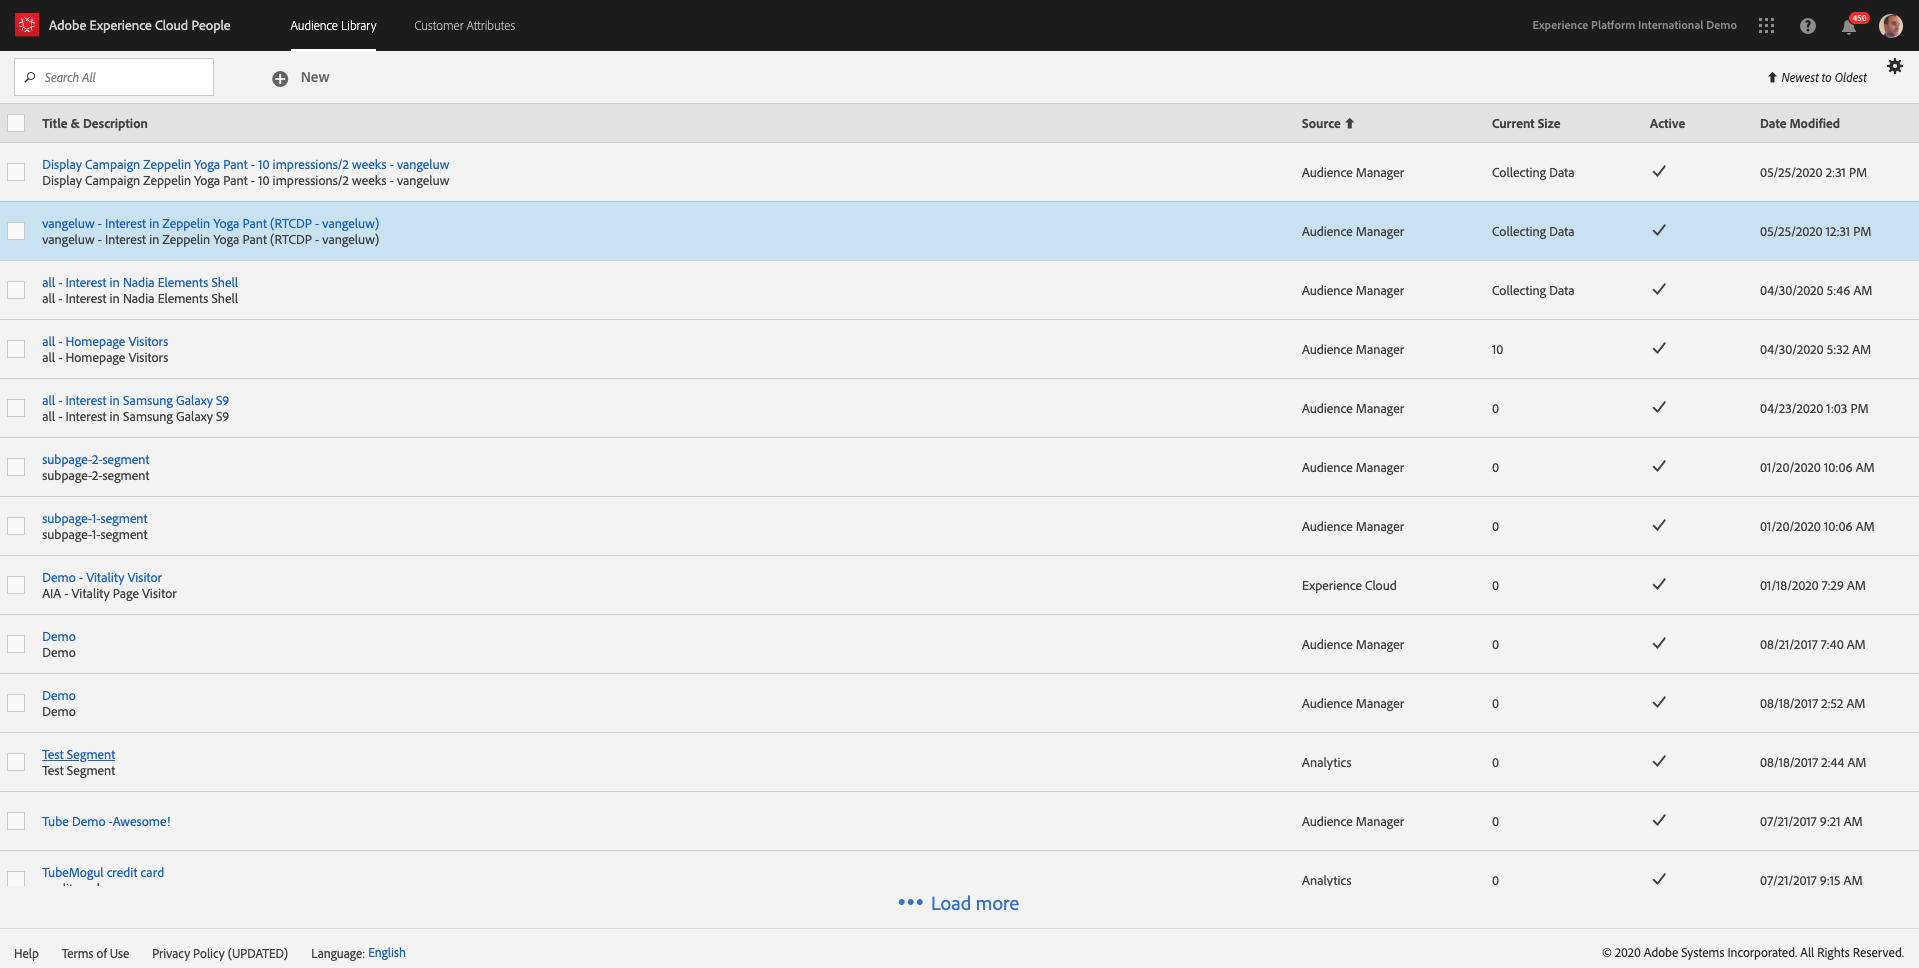 Adobe Experience Cloud People
Audience Library
Customer Attributes
Experience Platform International Demo
450
Search All
New
Newest to Oldest
Title & Description Source Current Size Active Date Modified
Display Campaign Zeppelin Yoga Pant - 10 impressions/2 weeks - vangeluw
Display Campaign Zeppelin Yoga Pant - 10 impressions/2 weeks - vangeluw
Audience Manager Collecting Data 05/25/2020 2:31 PM
vangeluw - Interest in Zeppelin Yoga Pant (RTCDP - vangeluw)
vangeluw - Interest in Zeppelin Yoga Pant (RTCDP - vangeluw)
Audience Manager Collecting Data 05/25/2020 12:31 PM
all - Interest in Nadia Elements Shell
all - Interest in Nadia Elements Shell
Audience Manager Collecting Data 04/30/2020 5:46 AM
all - Homepage Visitors
all - Homepage Visitors
Audience Manager 10 04/30/2020 5:32 AM
all - Interest in Samsung Galaxy S9
all - Interest in Samsung Galaxy S9
Audience Manager 0 04/23/2020 1:03 PM
subpage-2-segment
subpage-2-segment
Audience Manager 0 01/20/2020 10:06 AM
subpage-1-segment
subpage-1-segment
Audience Manager 0 01/20/2020 10:06 AM
Demo - Vitality Visitor
AIA - Vitality Page Visitor
Experience Cloud 0 01/18/2020 7:29 AM
Demo
Demo
Audience Manager 0 08/21/2017 7:40 AM
Demo
Demo
Audience Manager 0 08/18/2017 2:52 AM
Test Segment
Test Segment
Analytics 0 08/18/2017 2:44 AM
Tube Demo -Awesome!
Audience Manager 0 07/21/2017 9:21 AM
TubeMogul credit card
Analytics 0 07/21/2017 9:15 AM
Load more
Help Terms of Use Privacy Policy (UPDATED) Language: English
© 2020 Adobe Systems Incorporated. All Rights Reserved.